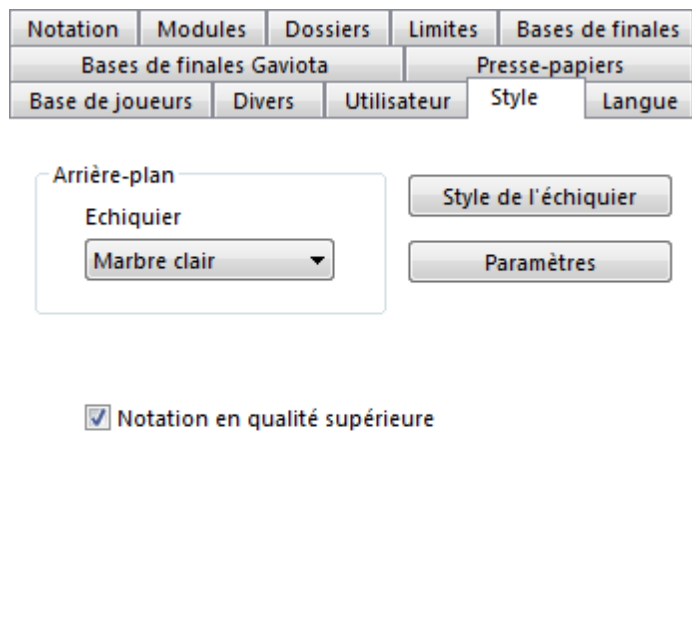 Notation Modules Dossiers Limites Bases de finales
Bases de finales Gaviota Presse-papiers
Base de joueurs Divers Utilisateur Style Langue
Arrière-plan
Style de l'échiquier
Echiquier
Marbre clair
Paramètres
Notation en qualité supérieure